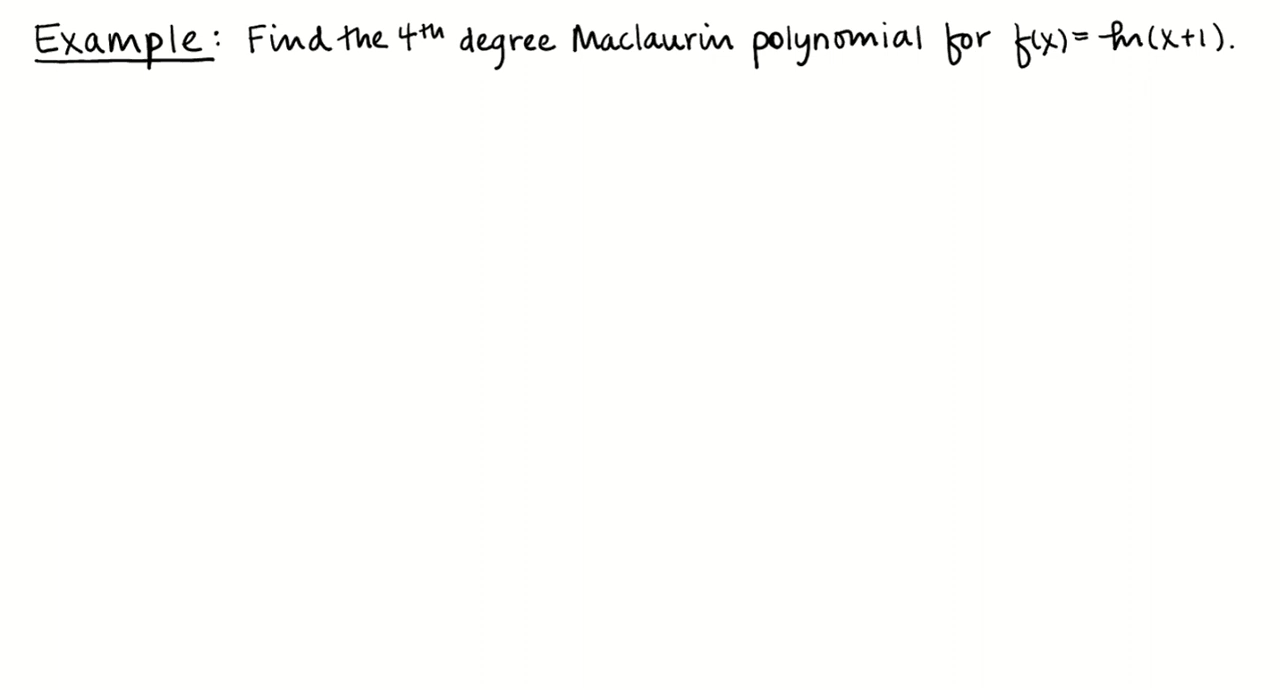 Example: Find the 4th degree Maclaurin polynomial for f(x)= ln(x+1).